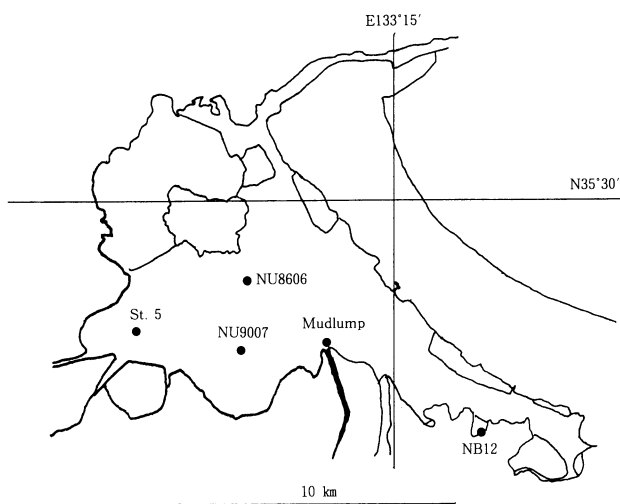 E133°15′
N35°30′
NU8606
St. 5
NU9007
Mudlump
NB12
10 km